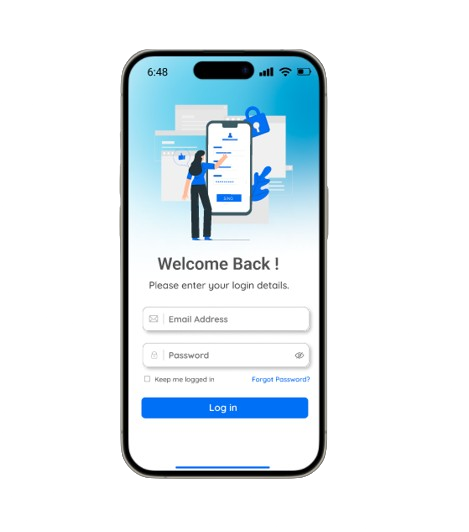 6:48
Welcome Back !
Please enter your login details.
Email Address
Password
Keep me logged in
Forgot Password?
Log in